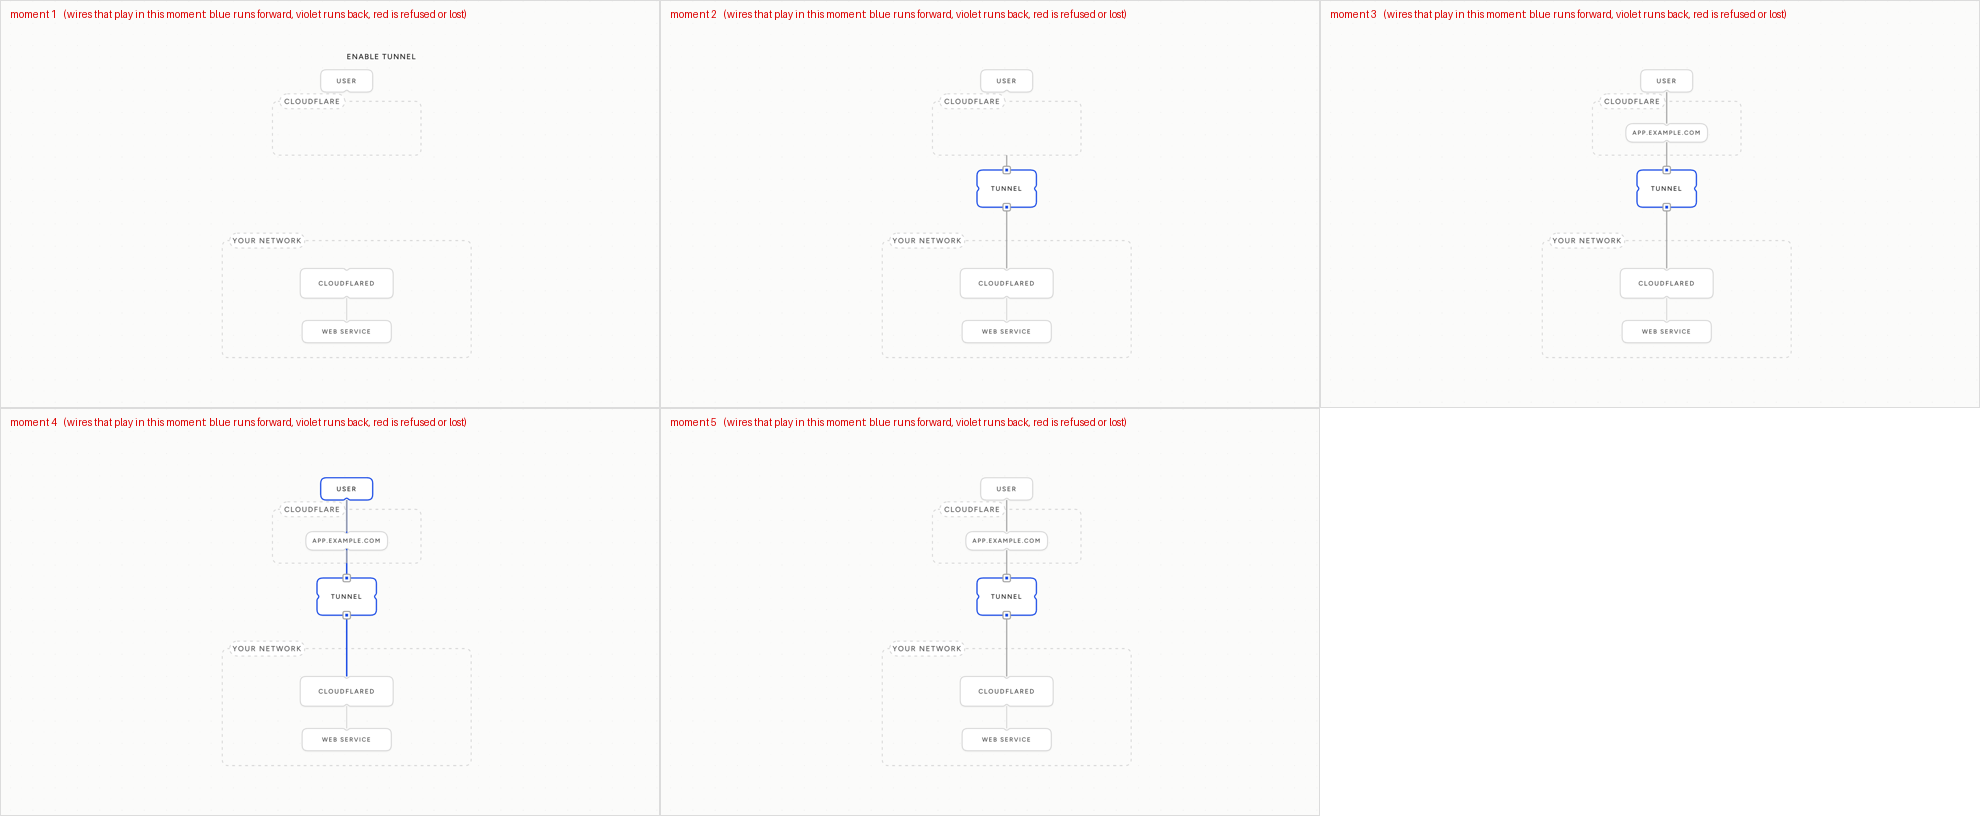 moment 1 (wires that play in this moment: blue runs forward, violet runs back, red is refused or lost)
ENABLE TUNNEL
USER
CLOUDFLARE
YOUR NETWORK
CLOUDFLARED
WEB SERVICE
moment 2 (wires that play in this moment: blue runs forward, violet runs back, red is refused or lost)
USER
CLOUDFLARE
TUNNEL
YOUR NETWORK
CLOUDFLARED
WEB SERVICE
moment 3 (wires that play in this moment: blue runs forward, violet runs back, red is refused or lost)
USER
CLOUDFLARE
APP.EXAMPLE.COM
TUNNEL
YOUR NETWORK
CLOUDFLARED
WEB SERVICE
moment 4 (wires that play in this moment: blue runs forward, violet runs back, red is refused or lost)
USER
CLOUDFLARE
APP.EXAMPLE.COM
TUNNEL
YOUR NETWORK
CLOUDFLARED
WEB SERVICE
moment 5 (wires that play in this moment: blue runs forward, violet runs back, red is refused or lost)
USER
CLOUDFLARE
APP.EXAMPLE.COM
TUNNEL
YOUR NETWORK
CLOUDFLARED
WEB SERVICE